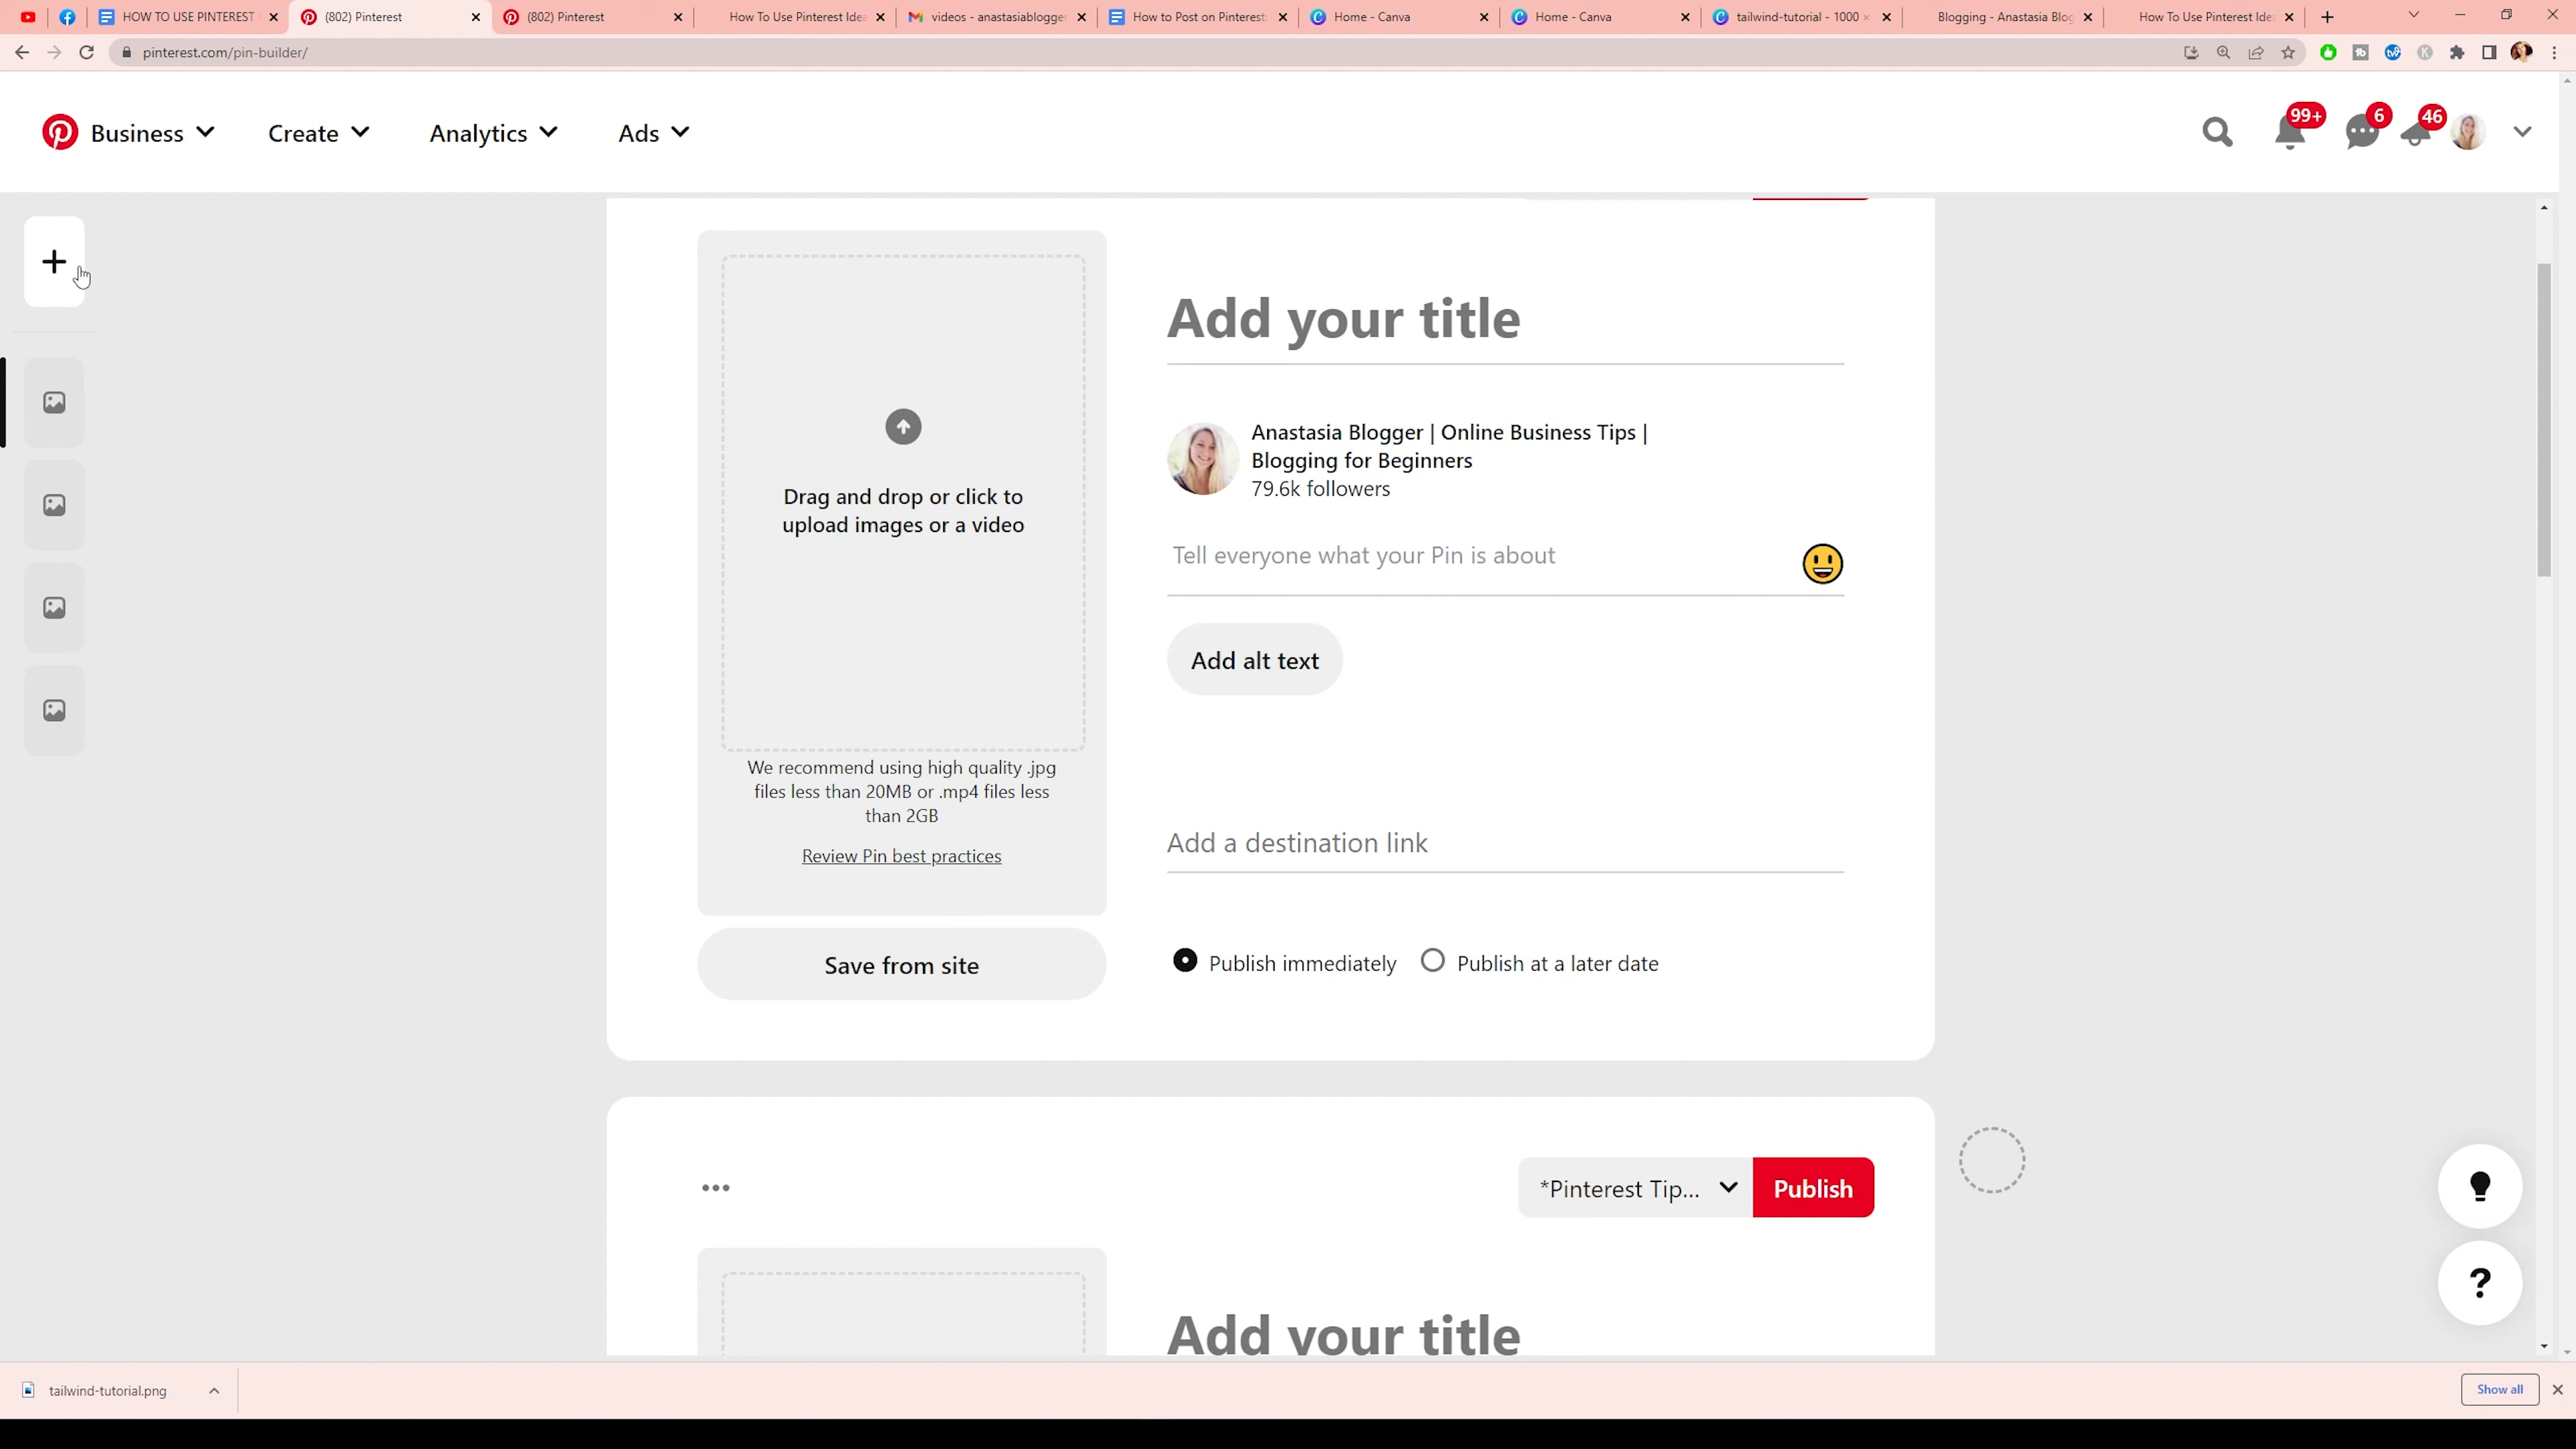 HOW TO USE PINTEREST
(802) Pinterest
(802) Pinterest
How To Use Pinterest Idea
videos - anastasiablogger
How to Post on Pinterest
Home - Canva
Home - Canva
tailwind-tutorial - 1000
Blogging - Anastasia Blog
How To Use Pinterest Idea
pinterest.com/pin-builder/
Business
Create
Analytics
Ads
99+
6
46
Add your title
Anastasia Blogger | Online Business Tips |
Blogging for Beginners
79.6k followers
Drag and drop or click to
upload images or a video
Tell everyone what your Pin is about
Add alt text
We recommend using high quality .jpg
files less than 20MB or .mp4 files less
than 2GB
Review Pin best practices
Add a destination link
Save from site
Publish immediately
Publish at a later date
*Pinterest Tip...
Publish
Add your title
?
tailwind-tutorial.png
Show all